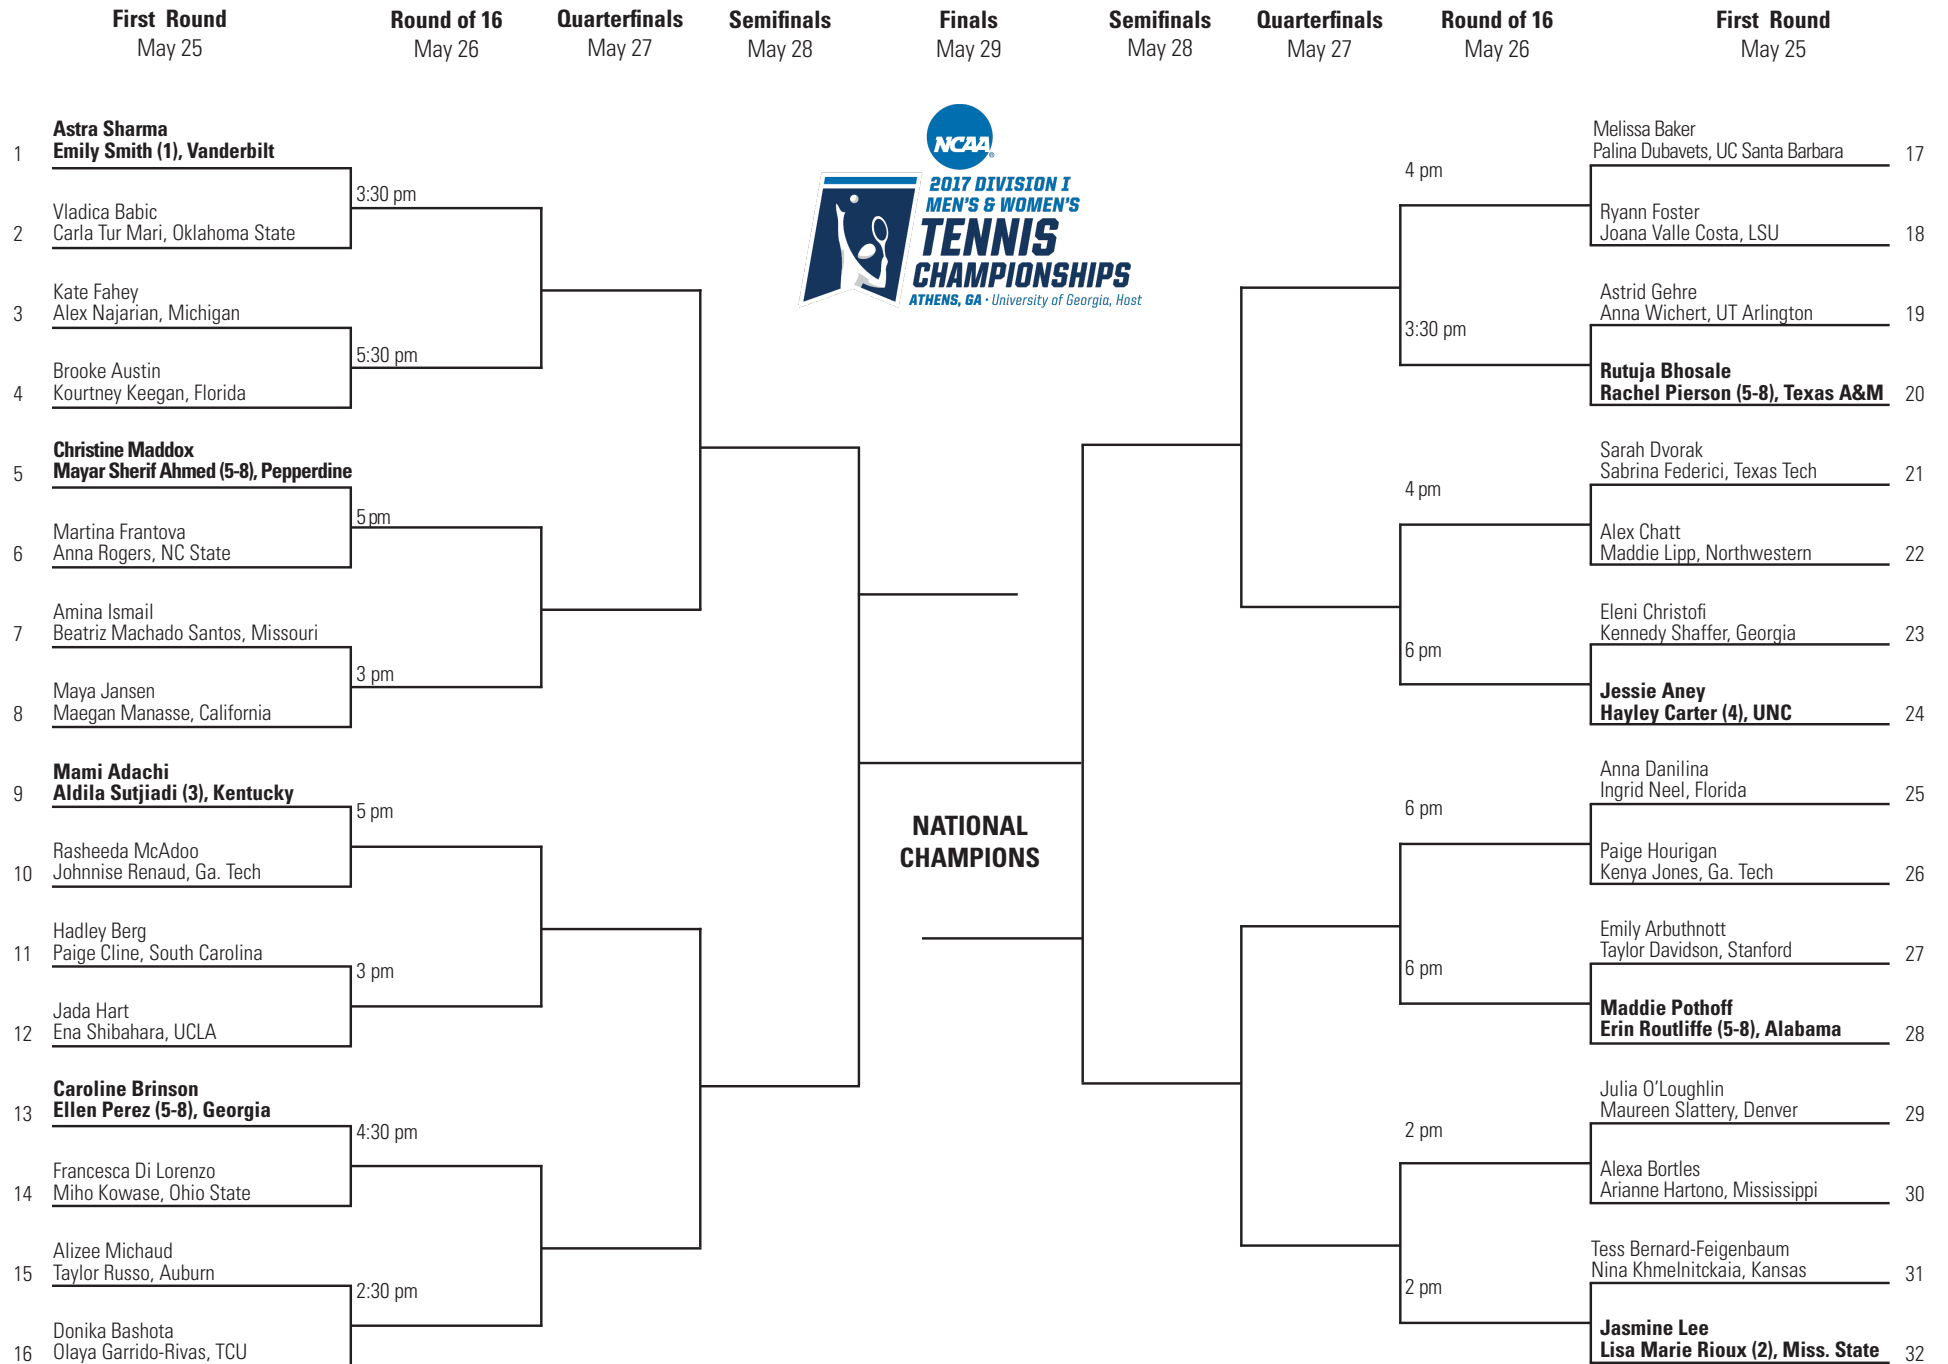 First Round
May 25
Round of 16
May 26
Quarterfinals
May 27
Semifinals
May 28
Finals
May 29
Semifinals
May 28
Quarterfinals
May 27
Round of 16
May 26
First Round
May 25
NCAA
2017 DIVISION I
MEN'S & WOMEN'S
TENNIS
CHAMPIONSHIPS
ATHENS, GA • University of Georgia, Host
Astra Sharma
1 Emily Smith (1), Vanderbilt
3:30 pm
Vladica Babic
2 Carla Tur Mari, Oklahoma State
Kate Fahey
3 Alex Najarian, Michigan
5:30 pm
Brooke Austin
4 Kourtney Keegan, Florida
Christine Maddox
5 Mayar Sherif Ahmed (5-8), Pepperdine
5 pm
Martina Frantova
6 Anna Rogers, NC State
Amina Ismail
7 Beatriz Machado Santos, Missouri
3 pm
Maya Jansen
8 Maegan Manasse, California
Mami Adachi
9 Aldila Sutjiadi (3), Kentucky
5 pm
Rasheeda McAdoo
10 Johnnise Renaud, Ga. Tech
Hadley Berg
11 Paige Cline, South Carolina
3 pm
Jada Hart
12 Ena Shibahara, UCLA
Caroline Brinson
13 Ellen Perez (5-8), Georgia
4:30 pm
Francesca Di Lorenzo
14 Miho Kowase, Ohio State
Alizee Michaud
15 Taylor Russo, Auburn
2:30 pm
Donika Bashota
16 Olaya Garrido-Rivas, TCU
NATIONAL
CHAMPIONS
Melissa Baker
Palina Dubavets, UC Santa Barbara 17
4 pm
Ryann Foster
Joana Valle Costa, LSU 18
Astrid Gehre
Anna Wichert, UT Arlington 19
3:30 pm
Rutuja Bhosale
Rachel Pierson (5-8), Texas A&M 20
Sarah Dvorak
Sabrina Federici, Texas Tech 21
4 pm
Alex Chatt
Maddie Lipp, Northwestern 22
Eleni Christofi
Kennedy Shaffer, Georgia 23
6 pm
Jessie Aney
Hayley Carter (4), UNC 24
Anna Danilina
Ingrid Neel, Florida 25
6 pm
Paige Hourigan
Kenya Jones, Ga. Tech 26
Emily Arbuthnott
Taylor Davidson, Stanford 27
6 pm
Maddie Pothoff
Erin Routliffe (5-8), Alabama 28
Julia O'Loughlin
Maureen Slattery, Denver 29
2 pm
Alexa Bortles
Arianne Hartono, Mississippi 30
Tess Bernard-Feigenbaum
Nina Khmelnitckaia, Kansas 31
2 pm
Jasmine Lee
Lisa Marie Rioux (2), Miss. State 32